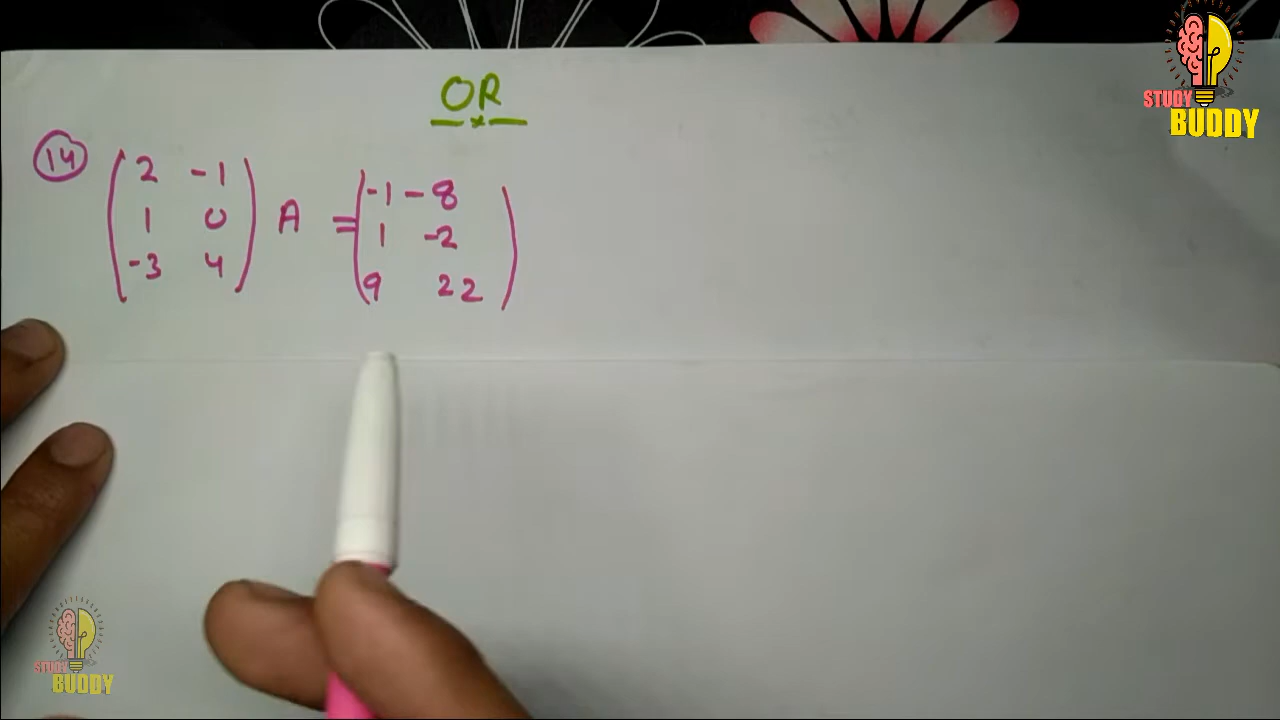 STUDY
BUDDY
OR
14
2 -1
1 0
-3 4
A =
-1 -8
1 -2
9 22
STUDY
BUDDY